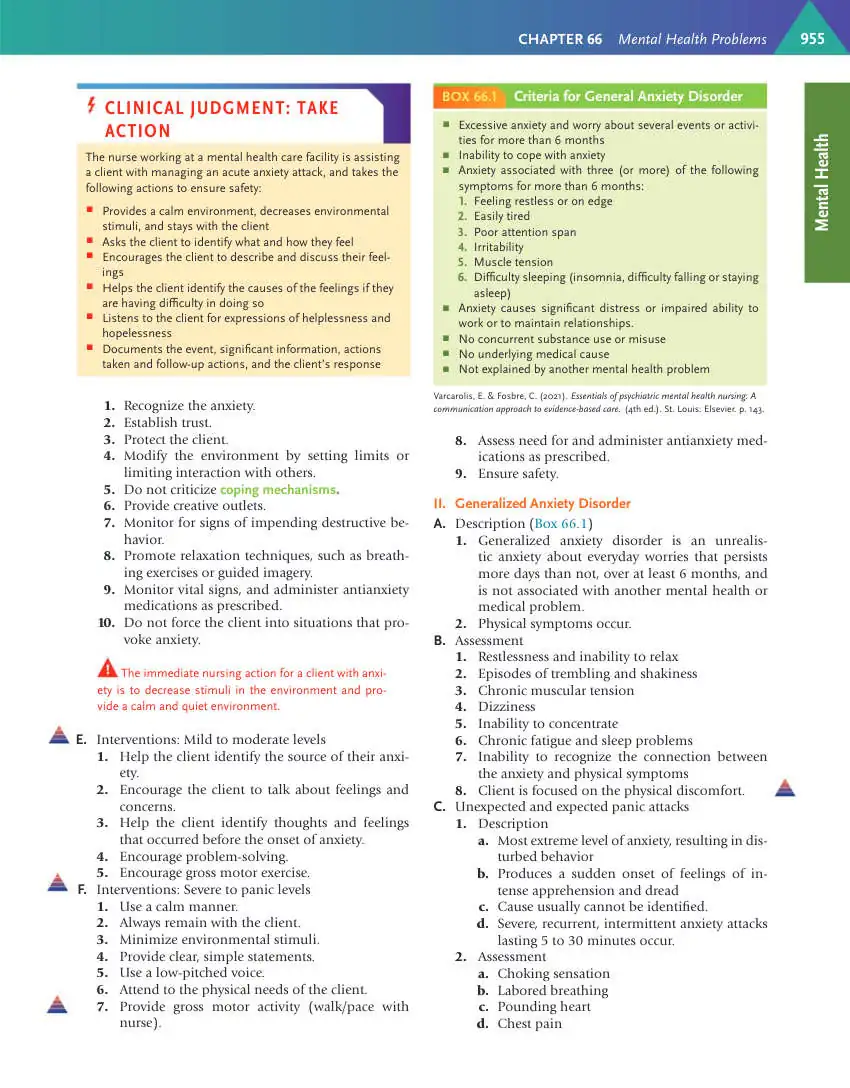 CHAPTER 66 Mental Health Problems 955
CLINICAL JUDGMENT: TAKE
ACTION
The nurse working at a mental health care facility is assisting
a client with managing an acute anxiety attack, and takes the
following actions to ensure safety:
▪ Provides a calm environment, decreases environmental
stimuli, and stays with the client
▪ Asks the client to identify what and how they feel
▪ Encourages the client to describe and discuss their feel-
ings
▪ Helps the client identify the causes of the feelings if they
are having difficulty in doing so
▪ Listens to the client for expressions of helplessness and
hopelessness
▪ Documents the event, significant information, actions
taken and follow-up actions, and the client's response
1. Recognize the anxiety.
2. Establish trust.
3. Protect the client.
4. Modify the environment by setting limits or
limiting interaction with others.
5. Do not criticize coping mechanisms.
6. Provide creative outlets.
7. Monitor for signs of impending destructive be-
havior.
8. Promote relaxation techniques, such as breath-
ing exercises or guided imagery.
9. Monitor vital signs, and administer antianxiety
medications as prescribed.
10. Do not force the client into situations that pro-
voke anxiety.
The immediate nursing action for a client with anxi-
ety is to decrease stimuli in the environment and pro-
vide a calm and quiet environment.
E. Interventions: Mild to moderate levels
1. Help the client identify the source of their anxi-
ety.
2. Encourage the client to talk about feelings and
concerns.
3. Help the client identify thoughts and feelings
that occurred before the onset of anxiety.
4. Encourage problem-solving.
5. Encourage gross motor exercise.
F. Interventions: Severe to panic levels
1. Use a calm manner.
2. Always remain with the client.
3. Minimize environmental stimuli.
4. Provide clear, simple statements.
5. Use a low-pitched voice.
6. Attend to the physical needs of the client.
7. Provide gross motor activity (walk/pace with
nurse).
BOX 66.1 Criteria for General Anxiety Disorder
▪ Excessive anxiety and worry about several events or activi-
ties for more than 6 months
▪ Inability to cope with anxiety
▪ Anxiety associated with three (or more) of the following
symptoms for more than 6 months:
1. Feeling restless or on edge
2. Easily tired
3. Poor attention span
4. Irritability
5. Muscle tension
6. Difficulty sleeping (insomnia, difficulty falling or staying
asleep)
▪ Anxiety causes significant distress or impaired ability to
work or to maintain relationships.
▪ No concurrent substance use or misuse
▪ No underlying medical cause
▪ Not explained by another mental health problem
Varcarolis, E. & Fosbre, C. (2021). Essentials of psychiatric mental health nursing: A
communication approach to evidence-based care. (4th ed.). St. Louis: Elsevier. p. 143.
8. Assess need for and administer antianxiety med-
ications as prescribed.
9. Ensure safety.
II. Generalized Anxiety Disorder
A. Description (Box 66.1)
1. Generalized anxiety disorder is an unrealis-
tic anxiety about everyday worries that persists
more days than not, over at least 6 months, and
is not associated with another mental health or
medical problem.
2. Physical symptoms occur.
B. Assessment
1. Restlessness and inability to relax
2. Episodes of trembling and shakiness
3. Chronic muscular tension
4. Dizziness
5. Inability to concentrate
6. Chronic fatigue and sleep problems
7. Inability to recognize the connection between
the anxiety and physical symptoms
8. Client is focused on the physical discomfort.
C. Unexpected and expected panic attacks
1. Description
a. Most extreme level of anxiety, resulting in dis-
turbed behavior
b. Produces a sudden onset of feelings of in-
tense apprehension and dread
c. Cause usually cannot be identified.
d. Severe, recurrent, intermittent anxiety attacks
lasting 5 to 30 minutes occur.
2. Assessment
a. Choking sensation
b. Labored breathing
c. Pounding heart
d. Chest pain
Mental Health